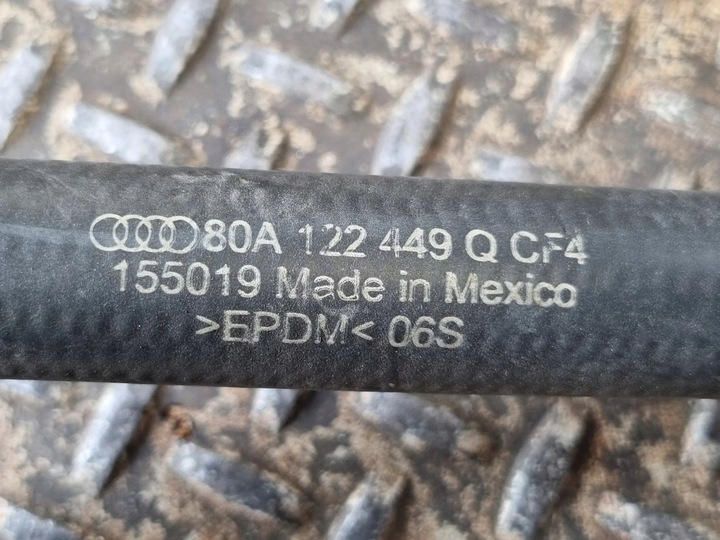 80A 122 449 Q CF4
155019 Made in Mexico
>EPDM< 06S